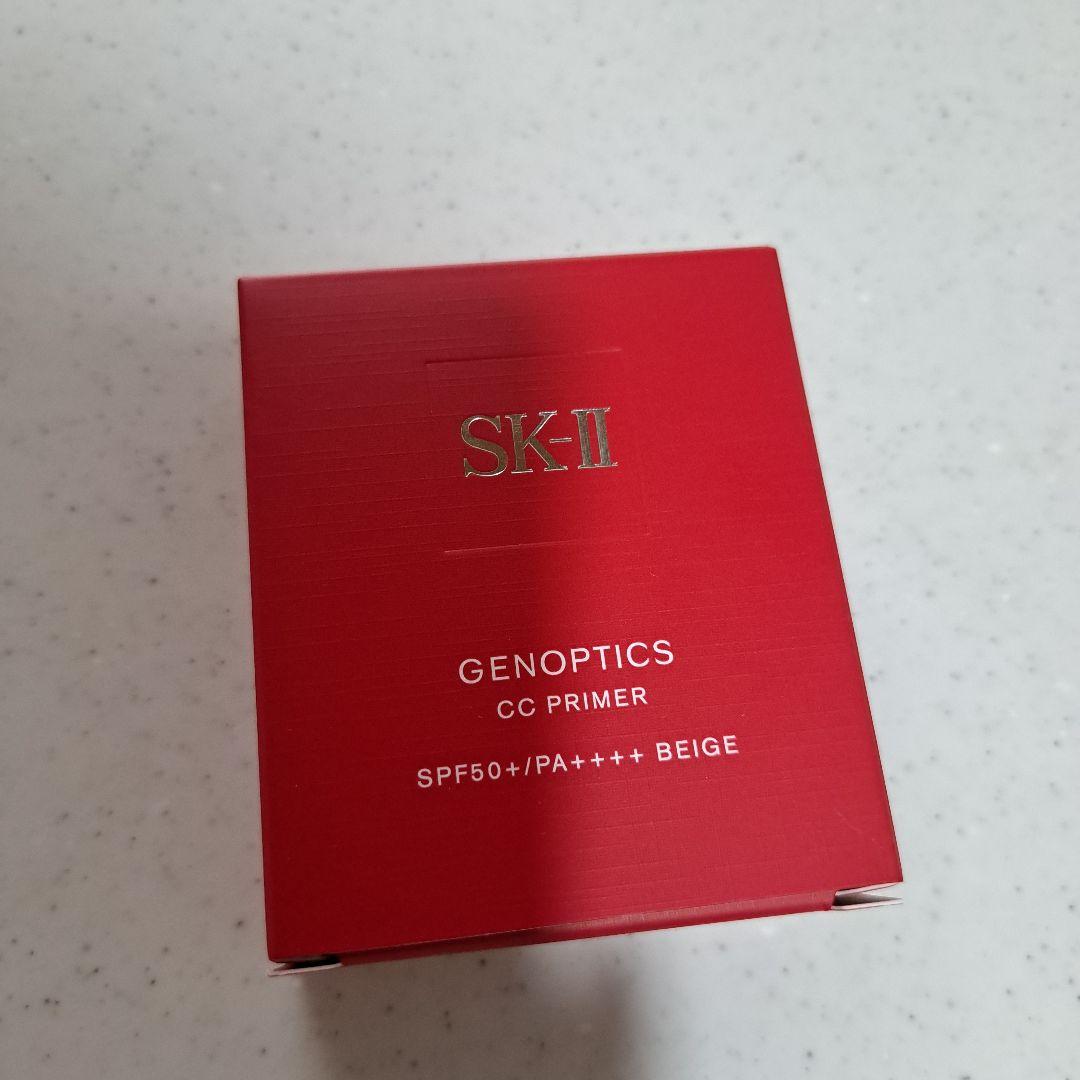 SK-II
GENOPTICS
CC PRIMER
SPF50+/PA++++ BEIGE